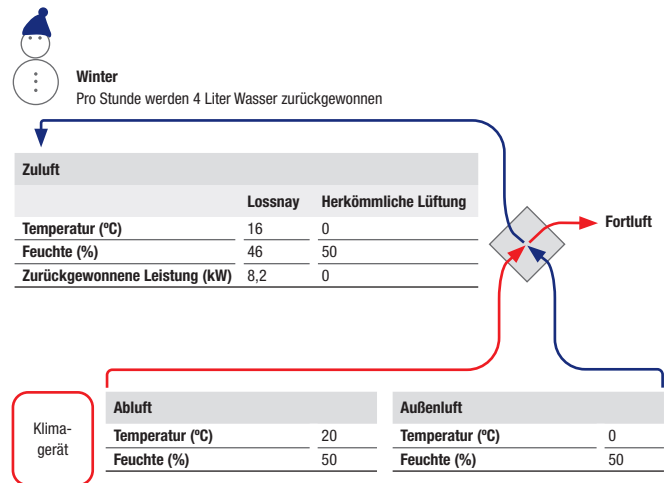 Winter
Pro Stunde werden 4 Liter Wasser zurückgewonnen
Zuluft
Lossnay Herkömmliche Lüftung
Temperatur (ºC) 16 0
Feuchte (%) 46 50
Zurückgewonnene Leistung (kW) 8,2 0
Fortluft
Klima-
gerät
Abluft
Temperatur (ºC) 20
Feuchte (%) 50
Außenluft
Temperatur (ºC) 0
Feuchte (%) 50